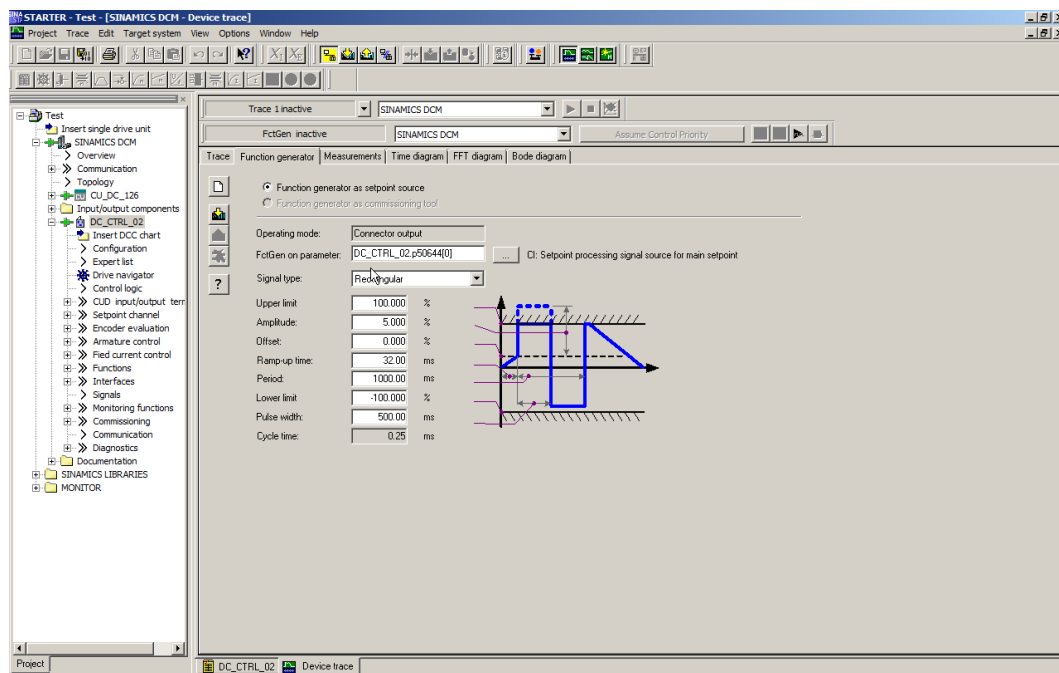 STARTER - Test - [SINAMICS DCM - Device trace]
Project Trace Edit Target system View Options Window Help
Trace 1 inactive
SINAMICS DCM
FctGen inactive
SINAMICS DCM
Assume Control Priority
Trace Function generator Measurements Time diagram FFT diagram Bode diagram
Test
Insert single drive unit
SINAMICS DCM
Overview
Communication
Topology
CU_DC_126
Input/output components
DC_CTRL_02
Insert DCC chart
Configuration
Expert list
Drive navigator
Control logic
CUD input/output terr
Setpoint channel
Encoder evaluation
Armature control
Fied current control
Functions
Interfaces
Signals
Monitoring functions
Commissioning
Communication
Diagnostics
Documentation
SINAMICS LIBRARIES
MONITOR
Project
Function generator as setpoint source
Function generator as commissioning tool
Operating mode: Connector output
FctGen on parameter: DC_CTRL_02.p50644[0] ... CI: Setpoint processing signal source for main setpoint
Signal type: Rectangular
Upper limit 100.000 %
Amplitude: 5.000 %
Offset: 0.000 %
Ramp-up time: 32.00 ms
Period: 1000.00 ms
Lower limit -100.000 %
Pulse width: 500.00 ms
Cycle time: 0.25 ms
DC_CTRL_02 Device trace